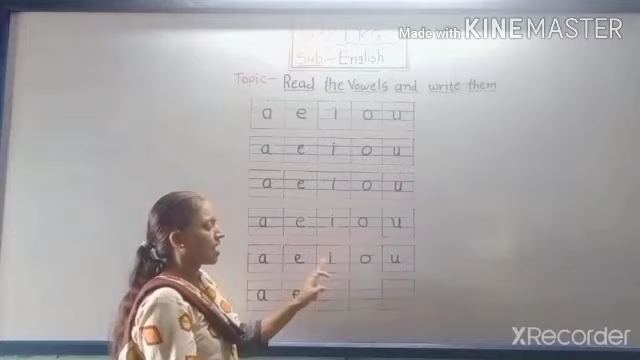 Made with KINEMASTER
Sub - English
Topic- Read the Vowels and write them
a e i o u
a e i o u
a e i o u
a e i o u
a e i o u
a e
XRecorder